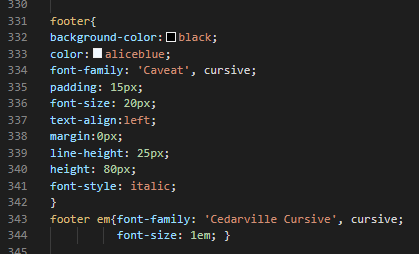 330
331 footer{
332 background-color:black;
333 color:aliceblue;
334 font-family: 'Caveat', cursive;
335 padding: 15px;
336 font-size: 20px;
337 text-align:left;
338 margin:0px;
339 line-height: 25px;
340 height: 80px;
341 font-style: italic;
342 }
343 footer em{font-family: 'Cedarville Cursive', cursive;
344 font-size: 1em; }
345